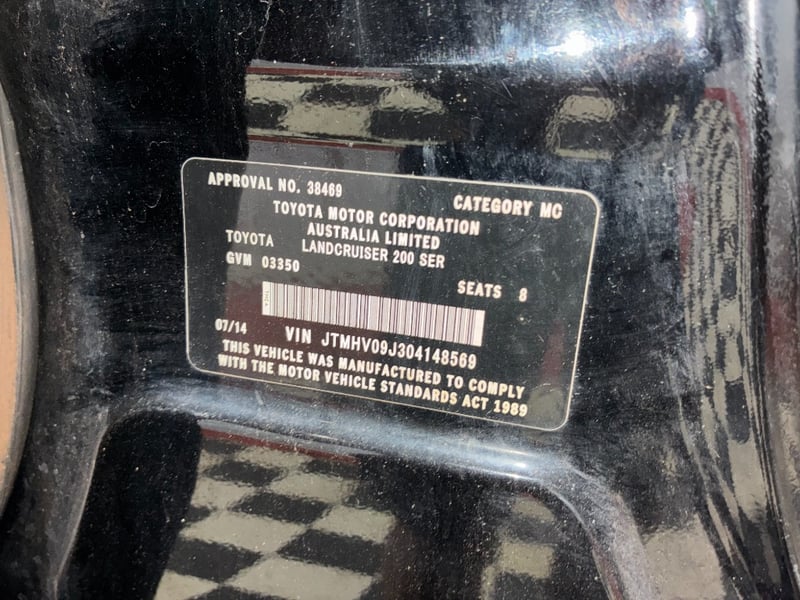 APPROVAL NO. 38469
CATEGORY MC
TOYOTA MOTOR CORPORATION
AUSTRALIA LIMITED
TOYOTA LANDCRUISER 200 SER
GVM 03350
SEATS 8
07/14 VIN JTMHV09J304148569
THIS VEHICLE WAS MANUFACTURED TO COMPLY
WITH THE MOTOR VEHICLE STANDARDS ACT 1989